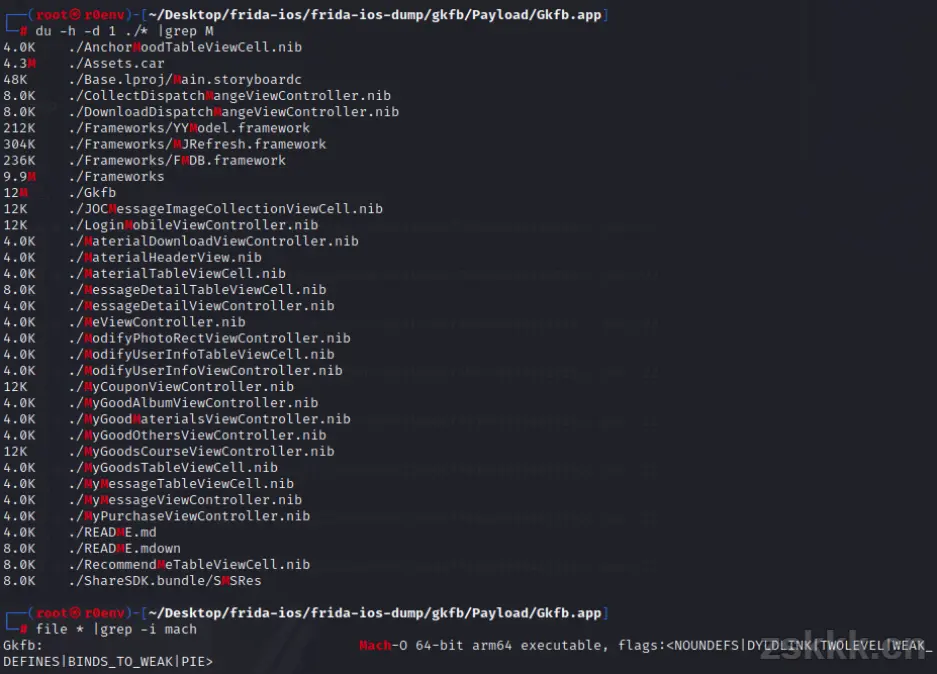 (root㉿r0env)-[~/Desktop/frida-ios/frida-ios-dump/gkfb/Payload/Gkfb.app]
# du -h -d 1 ./* |grep M
4.0K ./AnchorMoodTableViewCell.nib
4.3M ./Assets.car
48K ./Base.lproj/Main.storyboardc
8.0K ./CollectDispatchMangeViewController.nib
8.0K ./DownloadDispatchMangeViewController.nib
212K ./Frameworks/YYModel.framework
304K ./Frameworks/MJRefresh.framework
236K ./Frameworks/FMDB.framework
9.9M ./Frameworks
12M ./Gkfb
12K ./JOCMessageImageCollectionViewCell.nib
12K ./LoginMobileViewController.nib
4.0K ./MaterialDownloadViewController.nib
4.0K ./MaterialHeaderView.nib
4.0K ./MaterialTableViewCell.nib
8.0K ./MessageDetailTableViewCell.nib
4.0K ./MessageDetailViewController.nib
4.0K ./MeViewController.nib
4.0K ./ModifyPhotoRectViewController.nib
4.0K ./ModifyUserInfoTableViewCell.nib
4.0K ./ModifyUserInfoViewController.nib
12K ./MyCouponViewController.nib
4.0K ./MyGoodAlbumViewController.nib
4.0K ./MyGoodMaterialsViewController.nib
4.0K ./MyGoodOthersViewController.nib
12K ./MyGoodsCourseViewController.nib
4.0K ./MyGoodsTableViewCell.nib
4.0K ./MyMessageTableViewCell.nib
4.0K ./MyMessageViewController.nib
4.0K ./MyPurchaseViewController.nib
4.0K ./README.md
8.0K ./README.mdown
8.0K ./RecommendMeTableViewCell.nib
8.0K ./ShareSDK.bundle/SMSRes
(root㉿r0env)-[~/Desktop/frida-ios/frida-ios-dump/gkfb/Payload/Gkfb.app]
# file * |grep -i mach
Gkfb: Mach-O 64-bit arm64 executable, flags:<NOUNDEFS|DYLDLINK|TWOLEVEL|WEAK_
DEFINES|BINDS_TO_WEAK|PIE>
zskkk.cn